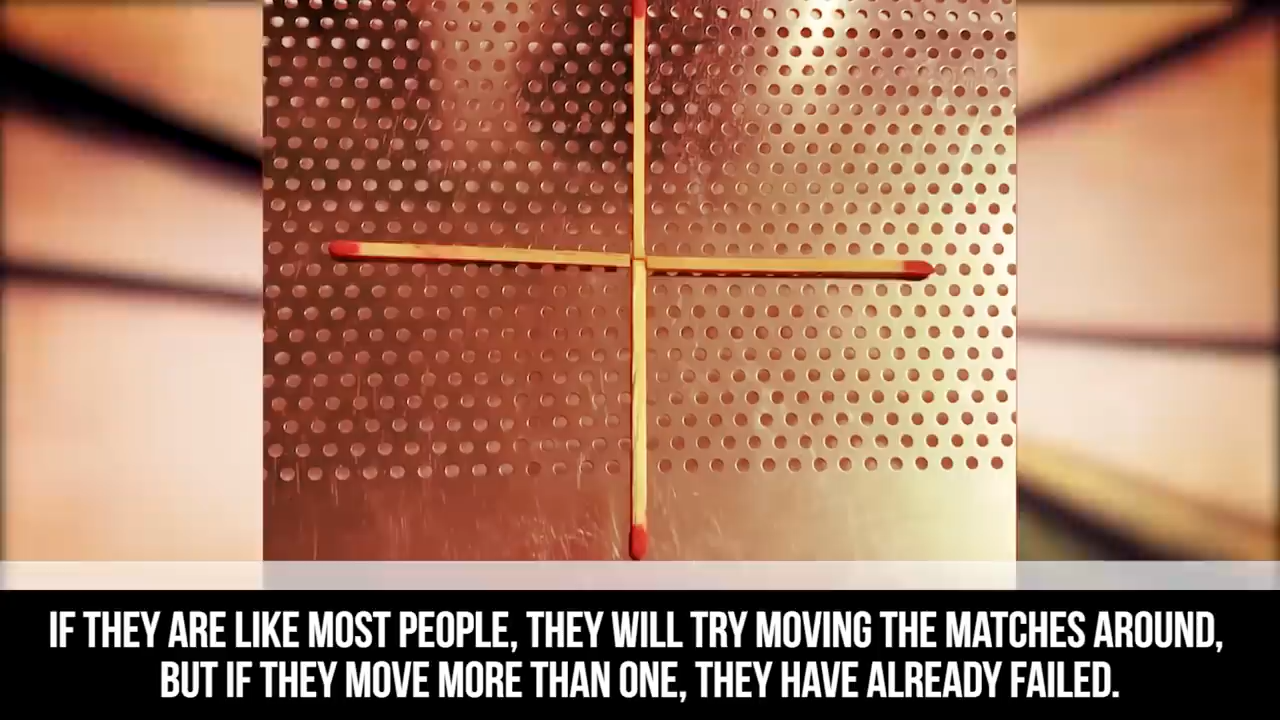 IF THEY ARE LIKE MOST PEOPLE, THEY WILL TRY MOVING THE MATCHES AROUND,
BUT IF THEY MOVE MORE THAN ONE, THEY HAVE ALREADY FAILED.